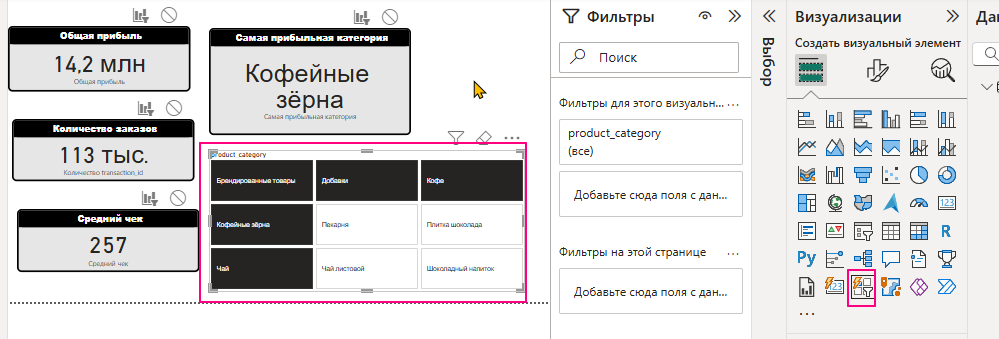 Общая прибыль
14,2 млн
Общая прибыль
Самая прибыльная категория
Кофейные
зёрна
Самая прибыльная категория
Количество заказов
113 тыс.
Количество transaction_id
Средний чек
257
Средний чек
product_category
Брендированные товары
Добавки
Кофе
Кофейные зёрна
Пекарня
Плитка шоколада
Чай
Чай листовой
Шоколадный напиток
Фильтры
Поиск
Фильтры для этого визуальн...
product_category
(все)
Добавьте сюда поля с дан...
Фильтры на этой странице
Добавьте сюда поля с дан...
Выбор
Визуализации
Создать визуальный элемент
123
R
Py
123
Дан